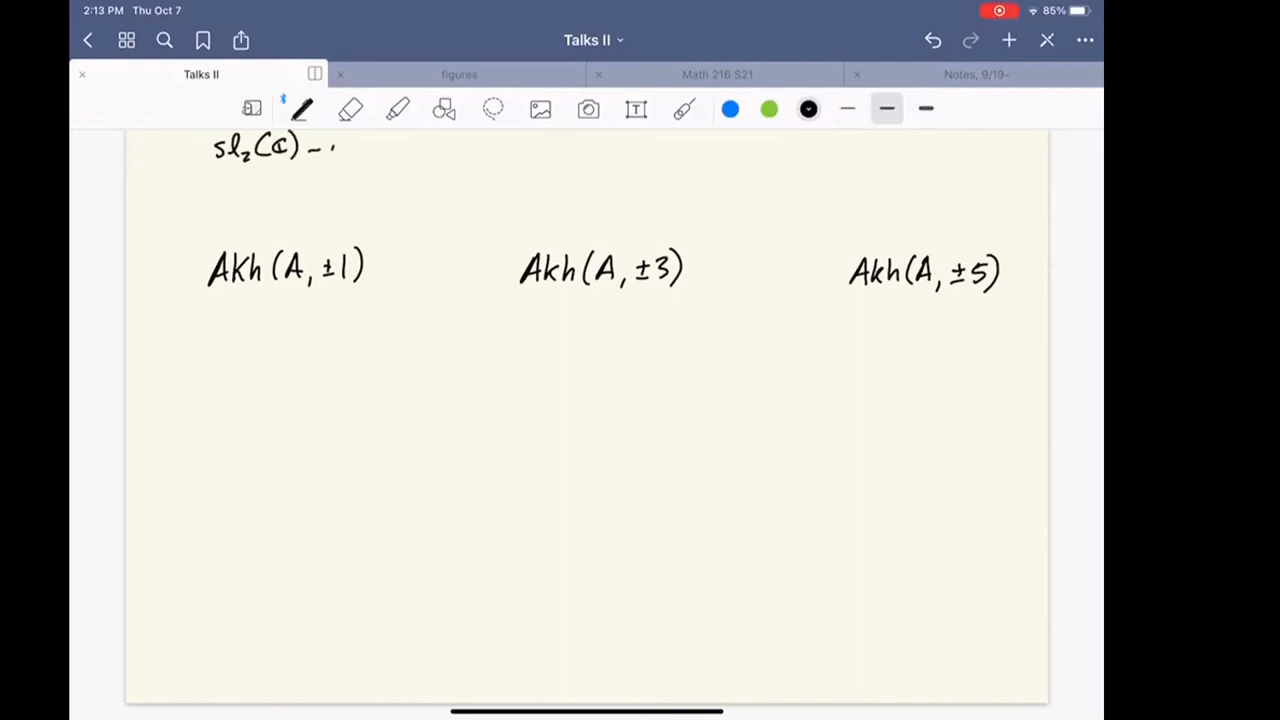 2:13 PM Thu Oct 7
85%
Talks II
Talks II
figures
Math 216 S21
Notes, 9/19~
T
sl₂(ℂ) –
AKh(A, ±1)
Akh(A, ±3)
Akh(A, ±5)